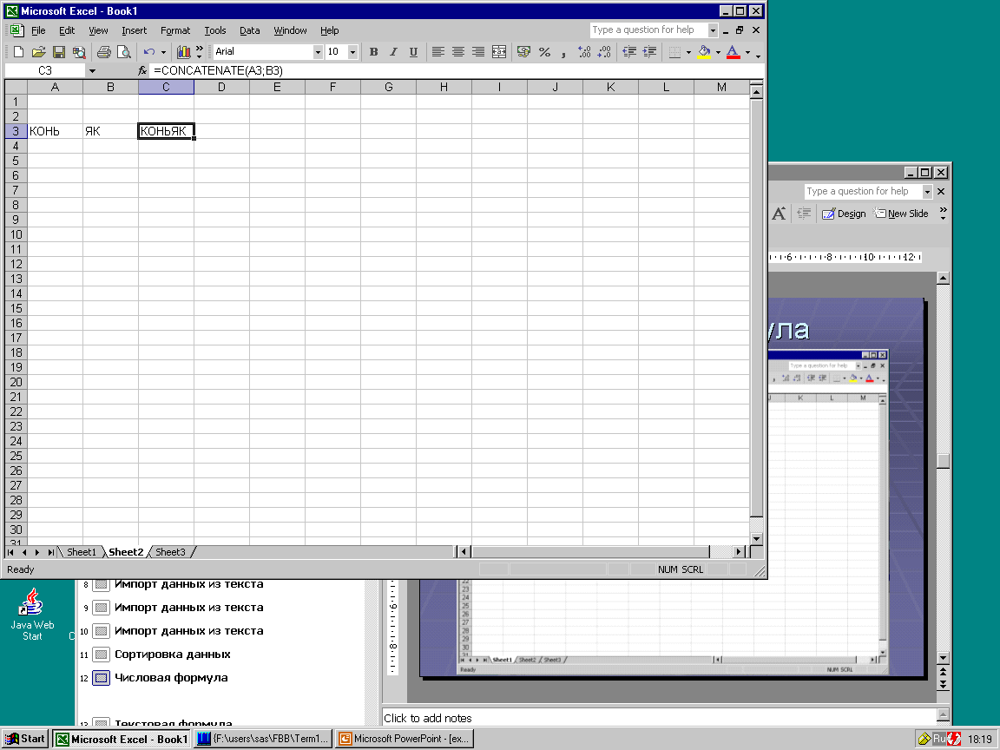 Microsoft Excel - Book1
File Edit View Insert Format Tools Data Window Help
Type a question for help
Arial 10 B I U % ,
C3 fx =CONCATENATE(A3;B3)
A B C D E F G H I J K L M
1
2
3 КОНЬ ЯК КОНЬЯК
4
5
6
7
8
9
10
11
12
13
14
15
16
17
18
19
20
21
22
23
24
25
26
27
28
29
30
31
Sheet1 Sheet2 Sheet3
Ready NUM SCRL
Type a question for help
A Design New Slide
6 8 10 12
ула
Type a question for help
J K L M
22
23
24
25
26
27
28
29
30
31
Sheet1 Sheet2 Sheet3
Ready NUM SCRL
6
8
8 Импорт данных из текста
9 Импорт данных из текста
10 Импорт данных из текста
11 Сортировка данных
12 Числовая формула
13 Текстовая формула
Java Web
Start
Click to add notes
Start Microsoft Excel - Book1 {F:\users\sas\FBB\Term1... Microsoft PowerPoint - [ex... Ru 18:19